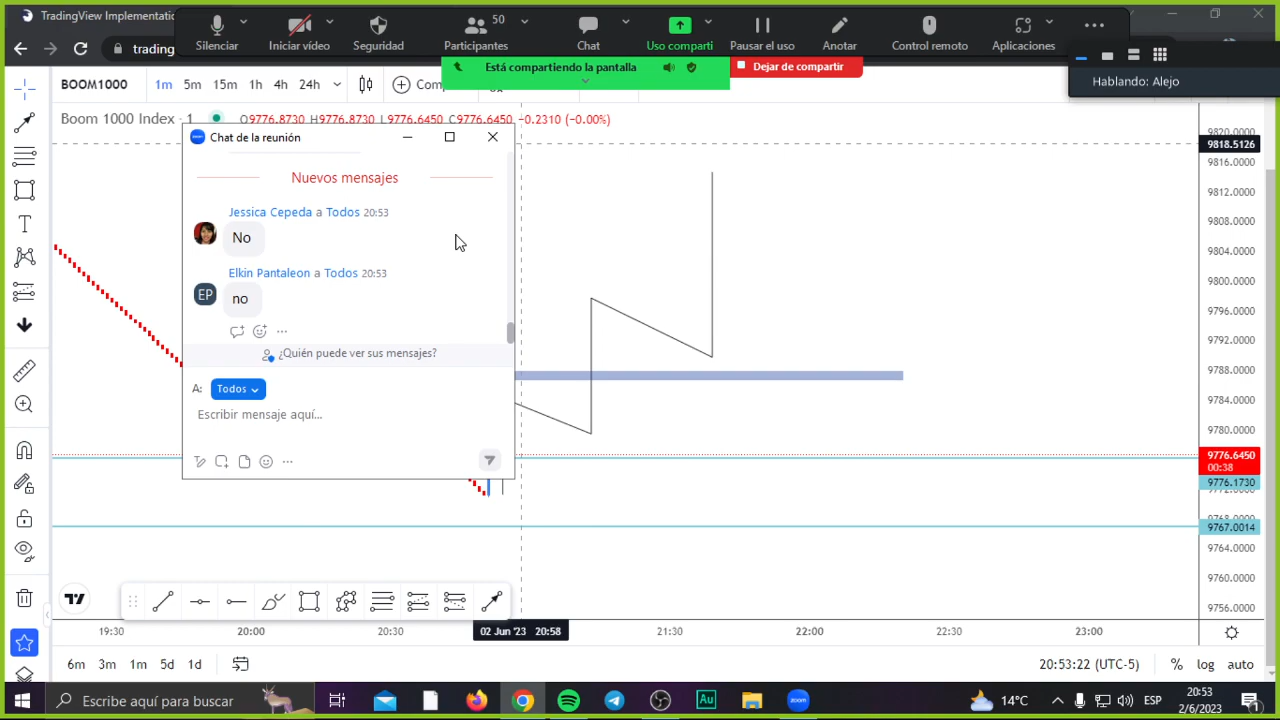 TradingView Implementatio
Silenciar
Iniciar vídeo
Seguridad
50
Participantes
Chat
Uso comparti
Pausar el uso
Anotar
Control remoto
Aplicaciones
Está compartiendo la pantalla
Dejar de compartir
Hablando: Alejo
trading
BOOM1000
1m 5m 15m 1h 4h 24h
Boom 1000 Index · 1
O9776.8730 H9776.8730 L9776.6450 C9776.6450 −0.2310 (−0.00%)
Chat de la reunión
Nuevos mensajes
Jessica Cepeda a Todos 20:53
No
Elkin Pantaleon a Todos 20:53
EP
no
¿Quién puede ver sus mensajes?
A: Todos
Escribir mensaje aquí...
9820.0000
9818.5126
9816.0000
9812.0000
9808.0000
9804.0000
9800.0000
9796.0000
9792.0000
9788.0000
9784.0000
9780.0000
9776.6450
00:38
9776.1730
9767.0014
9764.0000
9760.0000
9756.0000
19:30
20:00
20:30
02 Jun '23 20:58
21:30
22:00
22:30
23:00
6m 3m 1m 5d 1d
20:53:22 (UTC-5)
% log auto
Escribe aquí para buscar
Au
zoom
14°C
ESP
20:53
2/6/2023
1